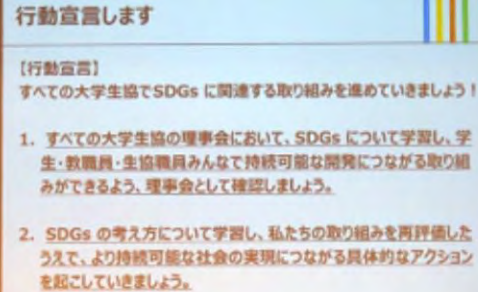 行動宣言します
【行動宣言】
すべての大学生協でSDGs に関連する取り組みを進めていきましょう！
1. すべての大学生協の理事会において、SDGs について学習し、学
生・教職員・生協職員みんなで持続可能な開発につながる取り組
みができるよう、理事会として確認しましょう。
2. SDGs の考え方について学習し、私たちの取り組みを再評価した
うえで、より持続可能な社会の実現につながる具体的なアクション
を起こしていきましょう。